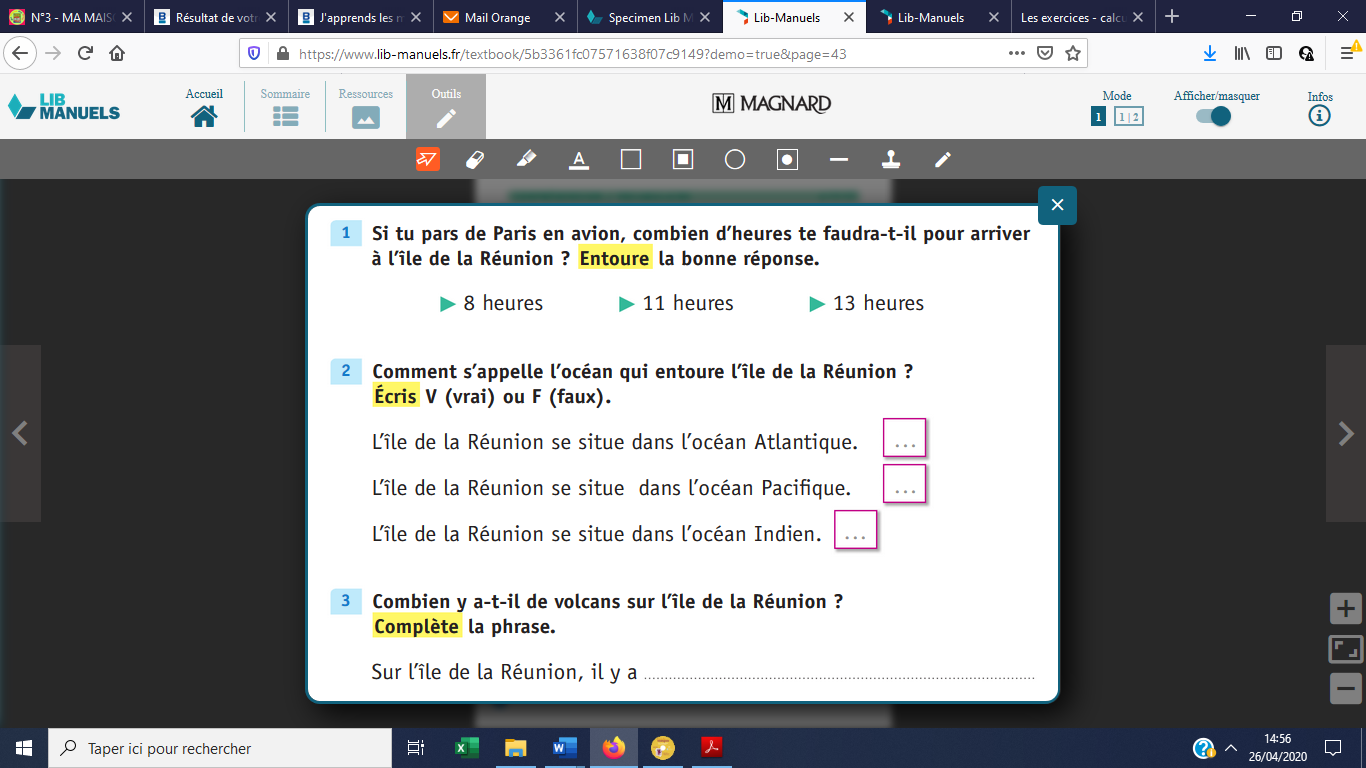 N°3 - MA MAIS
Résultat de vot
J'apprends les m
Mail Orange
Specimen Lib M
Lib-Manuels
Lib-Manuels
Les exercices - calcu
https://www.lib-manuels.fr/textbook/5b3361fc07571638f07c9149?demo=true&page=43
LIB MANUELS
Accueil
Sommaire
Ressources
Outils
M MAGNARD
Mode
1
1|2
Afficher/masquer
Infos
A
1 Si tu pars de Paris en avion, combien d'heures te faudra-t-il pour arriver
à l'île de la Réunion ? Entoure la bonne réponse.
8 heures 11 heures 13 heures
2 Comment s'appelle l'océan qui entoure l'île de la Réunion ?
Écris V (vrai) ou F (faux).
L'île de la Réunion se situe dans l'océan Atlantique. ...
L'île de la Réunion se situe dans l'océan Pacifique. ...
L'île de la Réunion se situe dans l'océan Indien. ...
3 Combien y a-t-il de volcans sur l'île de la Réunion ?
Complète la phrase.
Sur l'île de la Réunion, il y a ..........
Taper ici pour rechercher
14:56
26/04/2020